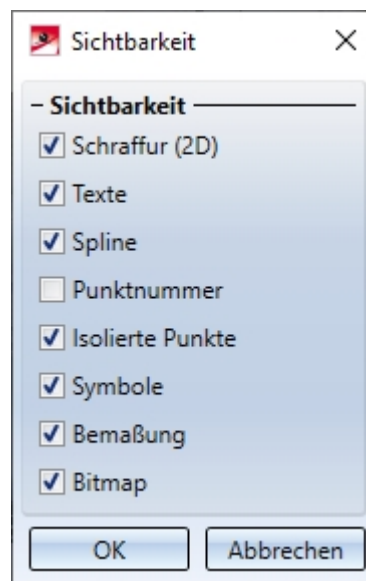 Sichtbarkeit
Sichtbarkeit
Schraffur (2D)
Texte
Spline
Punktnummer
Isolierte Punkte
Symbole
Bemaßung
Bitmap
OK Abbrechen